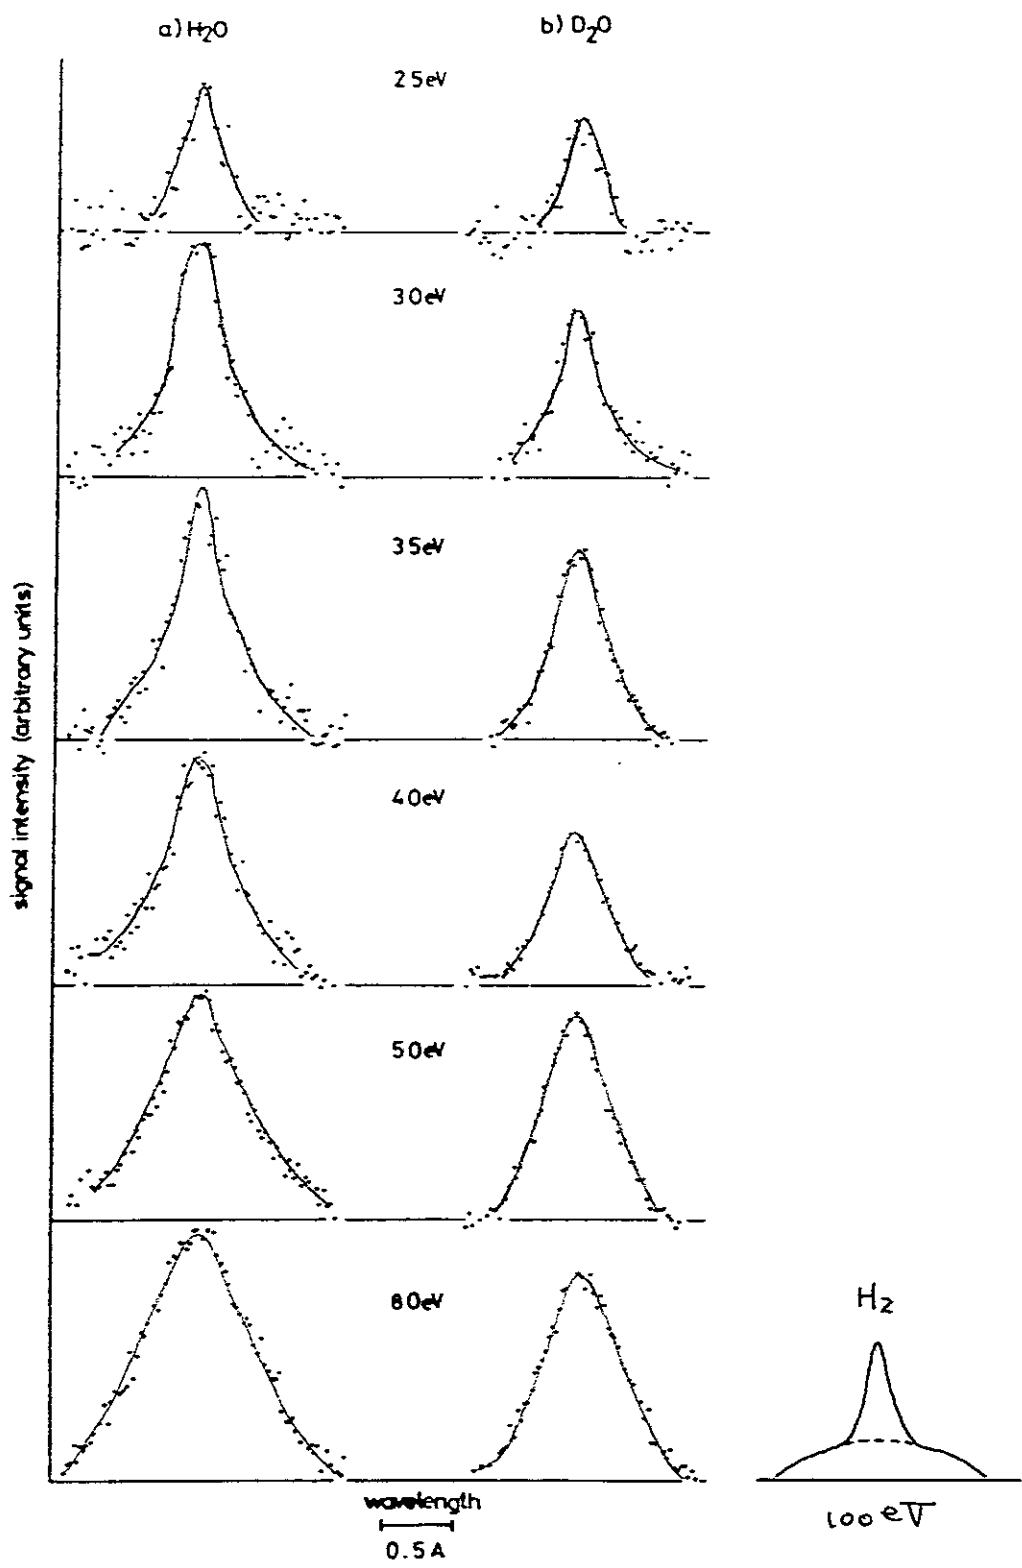 a) H₂O
b) D₂O
25eV
30eV
35eV
signal intensity (arbitrary units)
40eV
50eV
80eV
H₂
wavelength
0.5 A
100 eV